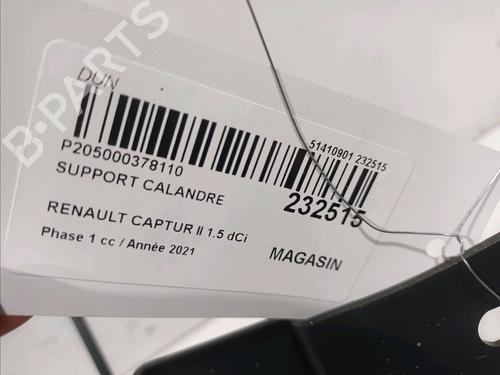 B-PARTS
DUN
51410901 232515
P205000378110
SUPPORT CALANDRE
232515
RENAULT CAPTUR II 1.5 dCi
Phase 1 cc / Année 2021
MAGASIN